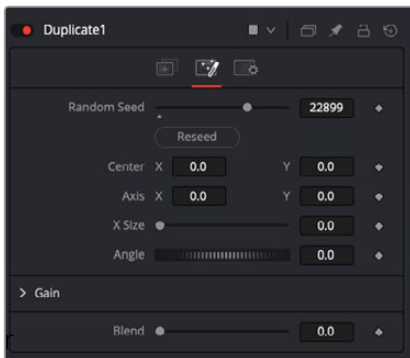 Duplicate1
Random Seed 22899
Reseed
Center X 0.0 Y 0.0
Axis X 0.0 Y 0.0
X Size 0.0
Angle 0.0
> Gain
Blend 0.0
r